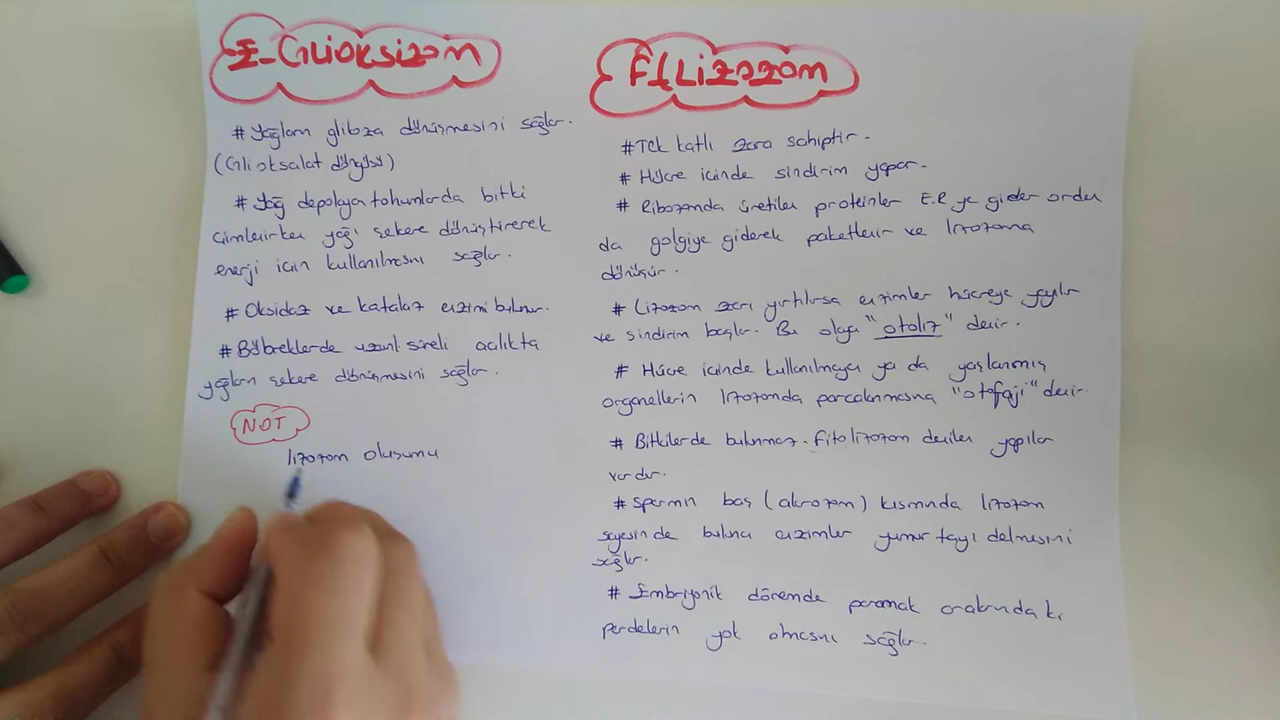 E-Glioksizom
# Yağların glikoza dönüşmesini sağlar.
(Glioksalat döngüsü)
# Yağ depolayan tohumlarda bitki
çimlenirken yağı şekere dönüştürerek
enerji için kullanılmasını sağlar.
# Oksidaz ve katalaz enzimi bulunur.
# Böbreklerde uzun süreli açlıkta
yağların şekere dönüşmesini sağlar.
NOT
lizozom oluşumu
F-Lizozom
# Tek katlı zara sahiptir.
# Hücre içinde sindirim yapar.
# Ribozomda üretilen proteinler E.R ye gider ordan
da golgiye giderek paketlenir ve lizozoma
dönüşür.
# Lizozom zarı yırtılırsa enzimler hücreye yayılır
ve sindirim başlar. Bu olaya "otoliz" denir.
# Hücre içinde kullanılmayan ya da yaşlanmış
organellerin lizozomda parçalanmasına "otofaji" denir.
# Bitkilerde bulunmaz. Fitolizozom denilen yapılar
vardır.
# Spermin baş (akrozom) kısmında lizozom
sayesinde bulunan enzimler yumurtayı delmesini
sağlar.
# Embriyonik dönemde parmak aralarındaki
perdelerin yok olmasını sağlar.